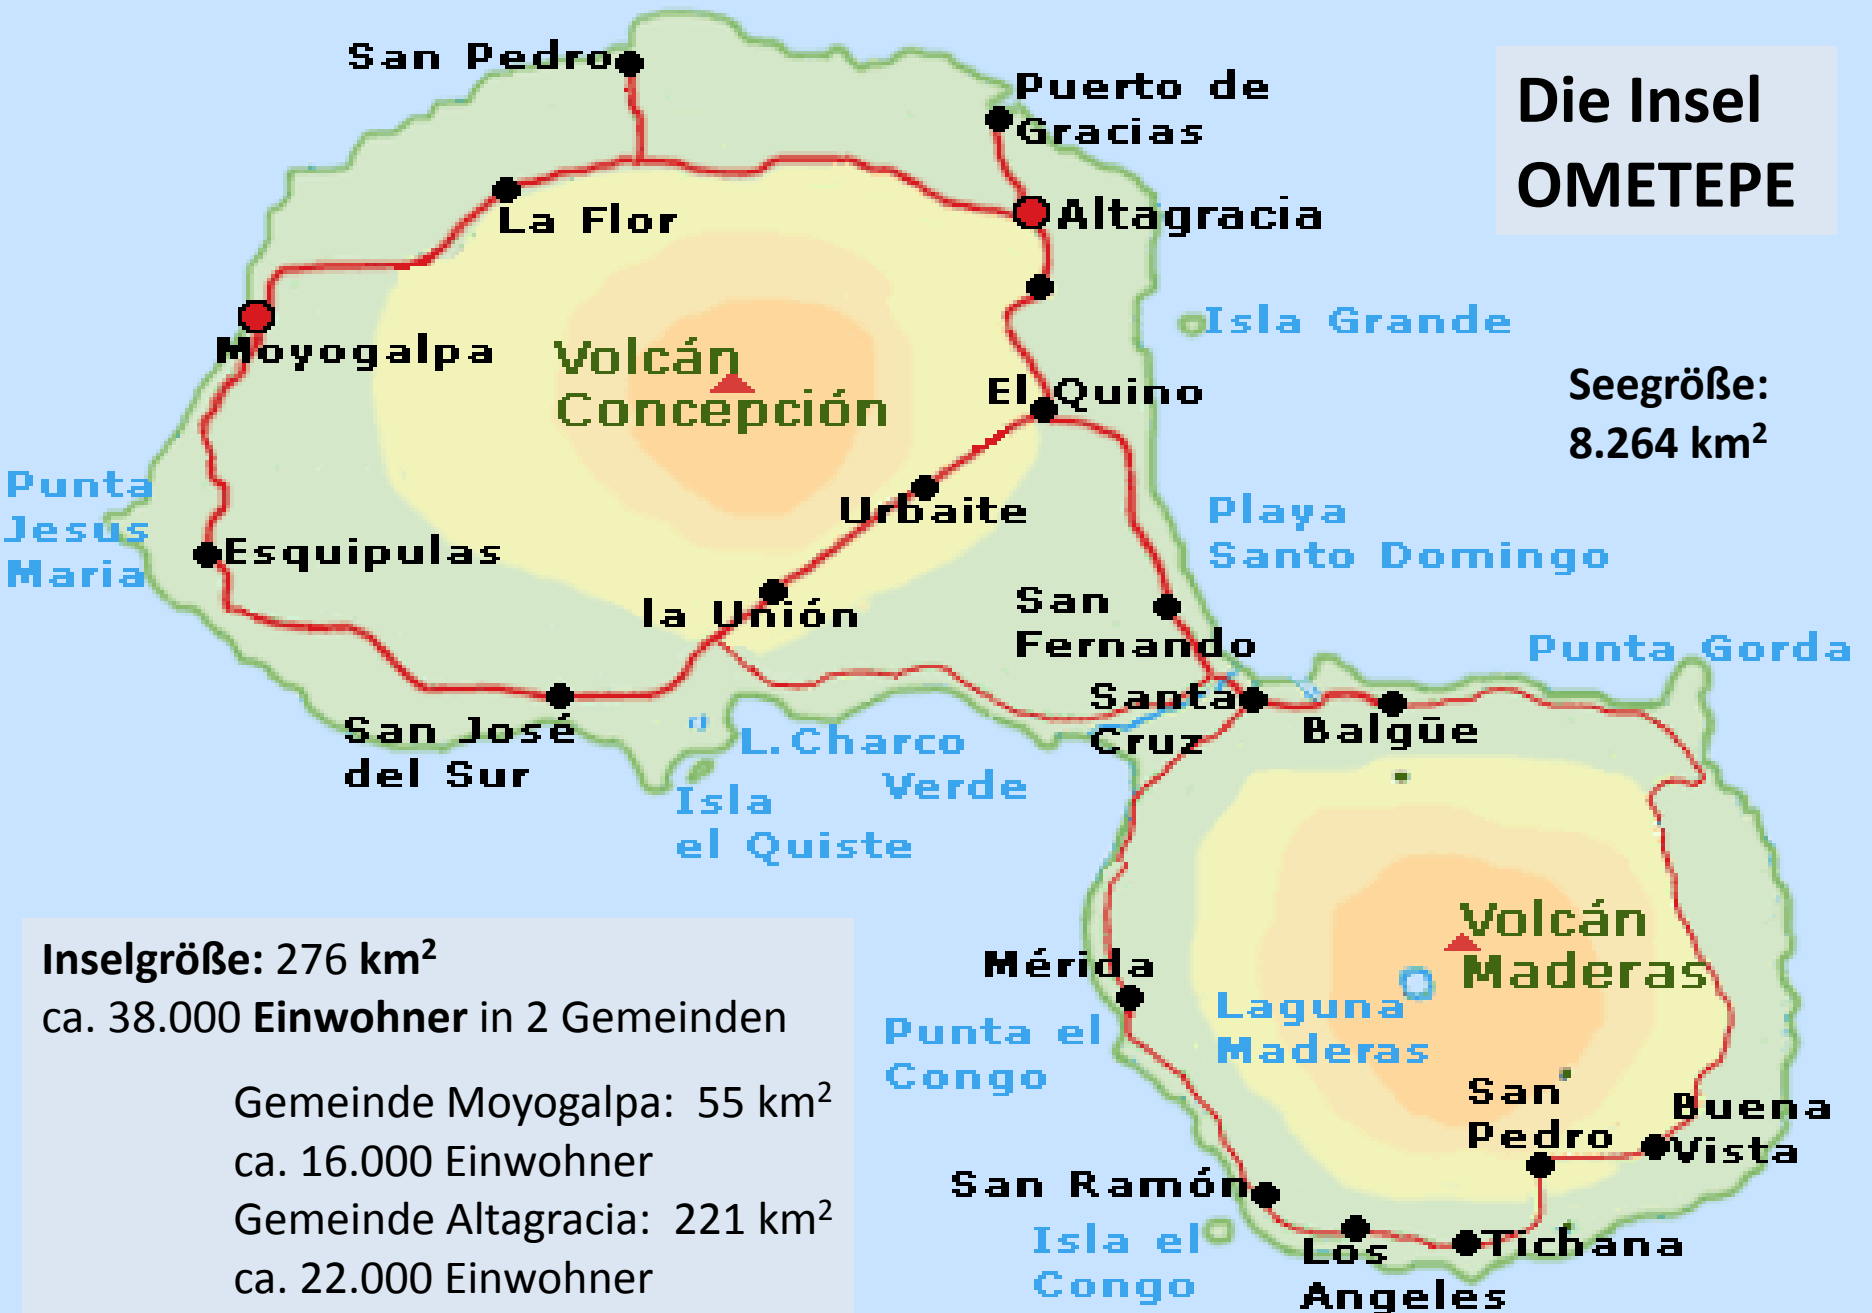 San Pedro
Puerto de
Gracias
Die Insel
OMETEPE
La Flor
Altagracia
Isla Grande
Moyogalpa
Volcán
Concepción
El Quino
Seegröße:
8.264 km²
Punta
Jesus
Maria
Urbaite
Playa
Santo Domingo
Esquipulas
la Unión
San
Fernando
Punta Gorda
Santa
Cruz
Balgüe
San José
del Sur
L. Charco
Verde
Isla
el Quiste
Volcán
Maderas
Mérida
Laguna
Maderas
Punta el
Congo
San
Pedro
Buena
Vista
San Ramón
Isla el
Congo
Los
Angeles
Tichana
Inselgröße: 276 km²
ca. 38.000 Einwohner in 2 Gemeinden
Gemeinde Moyogalpa: 55 km²
ca. 16.000 Einwohner
Gemeinde Altagracia: 221 km²
ca. 22.000 Einwohner